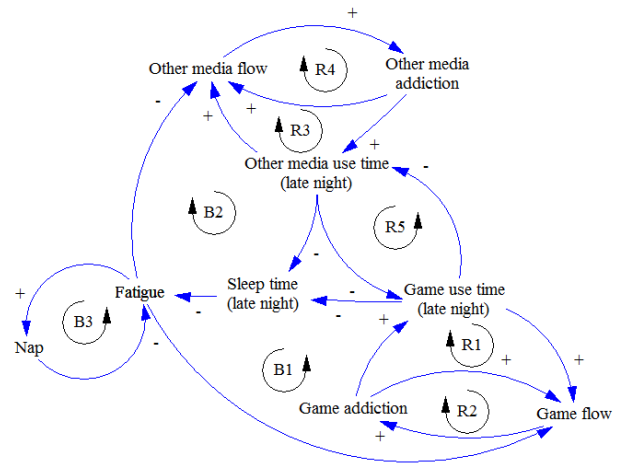 +
+
Other media flow
R4
Other media
addiction
-
+
+
R3
+
Other media use time
(late night)
-
B2
R5
-
Sleep time
(late night)
-
Game use time
(late night)
+
Fatigue
-
-
+
B3
Nap
-
R1
+
+
B1
Game addiction
R2
Game flow
+
-